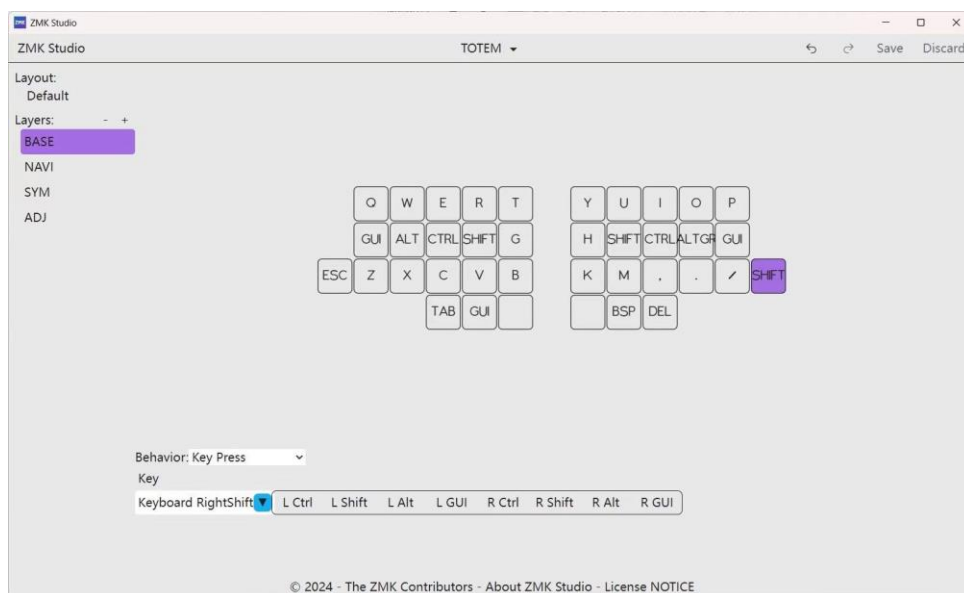 ZMK Studio
ZMK Studio TOTEM Save Discard
Layout:
Default
Layers: - +
BASE
NAVI
SYM
ADJ
Q W E R T Y U I O P
GUI ALT CTRL SHIFT G H SHIFT CTRL ALTGR GUI
ESC Z X C V B K M , . / SHIFT
TAB GUI BSP DEL
Behavior: Key Press
Key
Keyboard RightShift L Ctrl L Shift L Alt L GUI R Ctrl R Shift R Alt R GUI
© 2024 - The ZMK Contributors - About ZMK Studio - License NOTICE